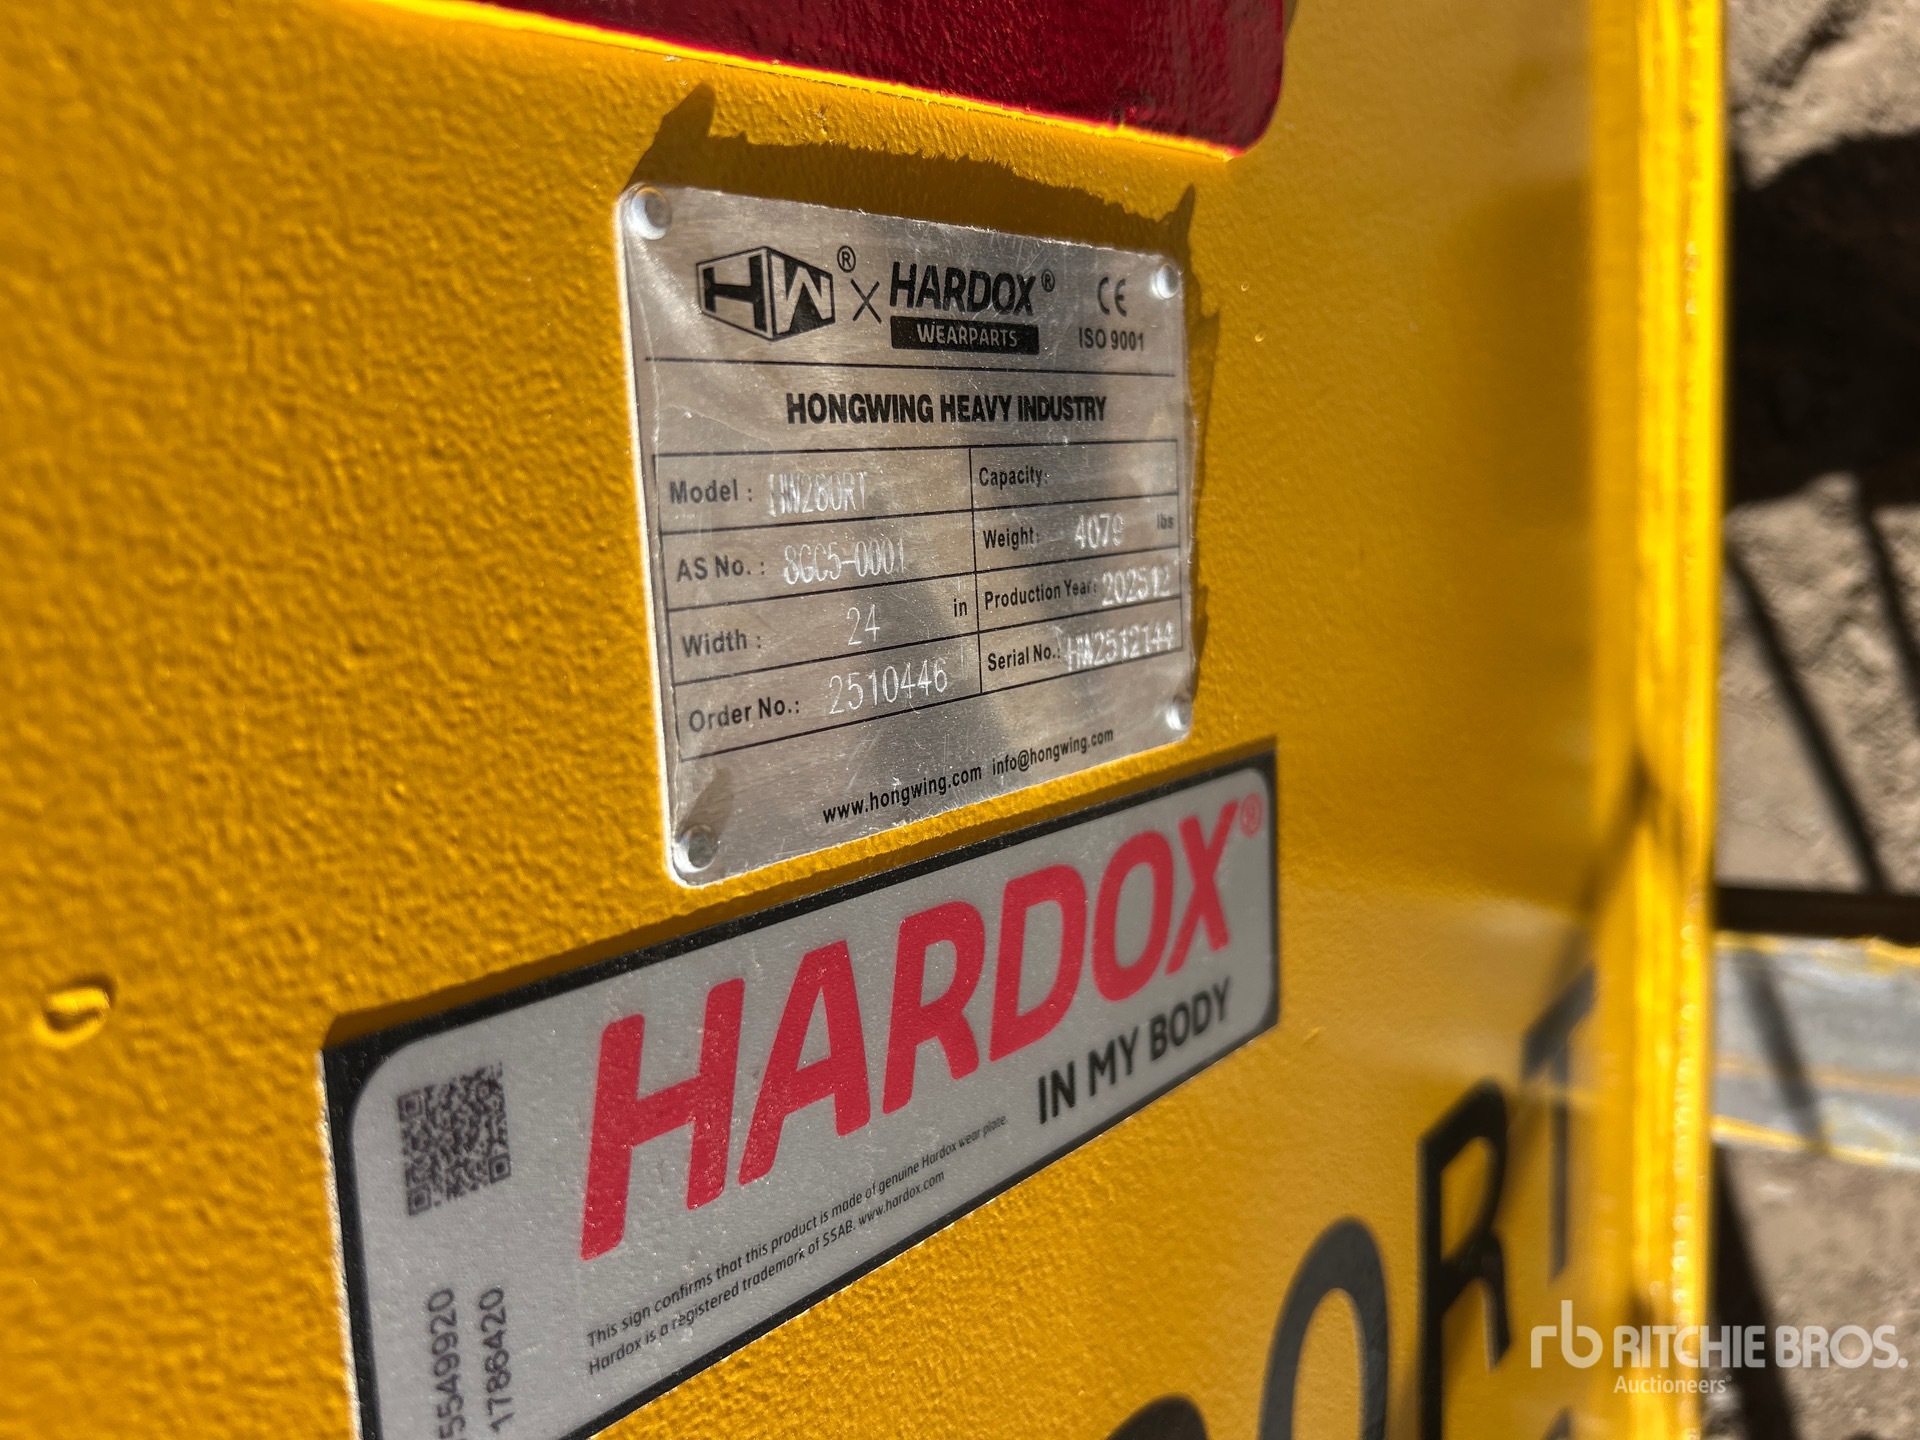 HW® X HARDOX® CE
WEARPARTS ISO 9001
HONGWING HEAVY INDUSTRY
Model : HW280RT
Capacity:
AS No. : 8GC5-0001
Weight: 4079 lbs
Width : 24 in
Production Year: 202512
Order No.: 2510446
Serial No.: HW2512144
www.hongwing.com info@hongwing.com
HARDOX®
IN MY BODY
This sign confirms that this product is made of genuine Hardox wear plate.
Hardox is a registered trademark of SSAB. www.hardox.com
55549920
17886420
ORT
rb RITCHIE BROS.
Auctioneers